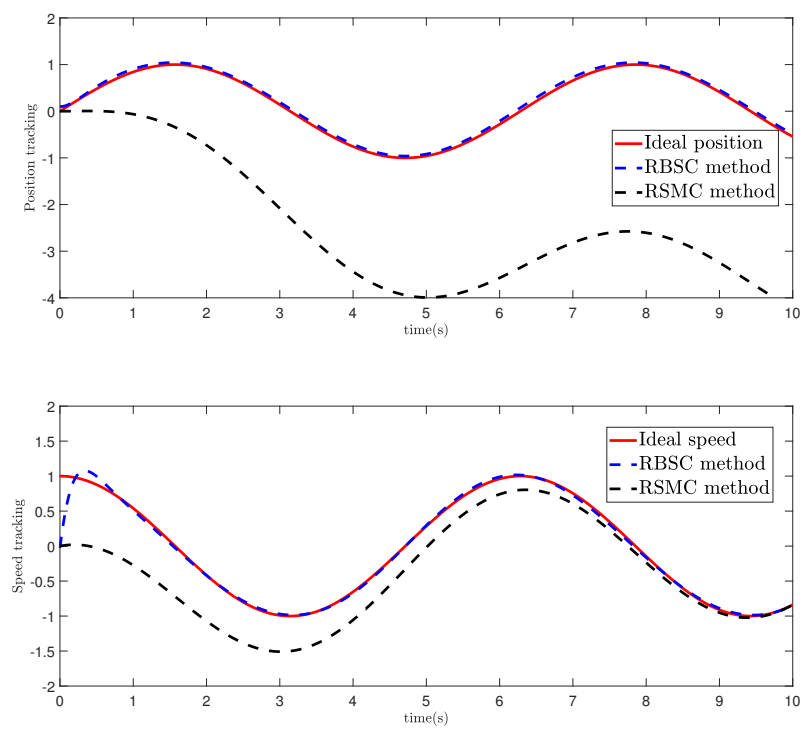 2
1
0
-1
-2
-3
-4
Position tracking
Ideal position
RBSC method
RSMC method
0 1 2 3 4 5 6 7 8 9 10
time(s)
2
1.5
1
0.5
0
-0.5
-1
-1.5
-2
Speed tracking
Ideal speed
RBSC method
RSMC method
0 1 2 3 4 5 6 7 8 9 10
time(s)